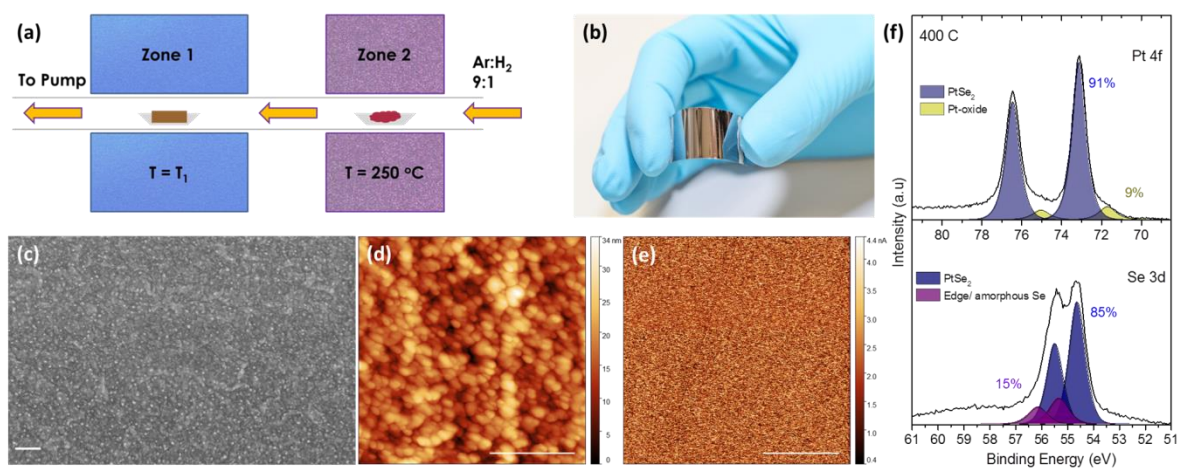 (a)
Zone 1
Zone 2
To Pump
Ar:H₂
9:1
T = T₁
T = 250 °C
(b)
(c)
(d)
34 nm
30
25
20
15
10
5
0
(e)
4.4 nA
4.0
3.5
3.0
2.5
2.0
1.5
1.0
0.4
(f)
400 C
Pt 4f
PtSe₂
Pt-oxide
91%
9%
80 78 76 74 72 70
Intensity (a.u)
PtSe₂
Edge/ amorphous Se
Se 3d
85%
15%
61 60 59 58 57 56 55 54 53 52 51
Binding Energy (eV)